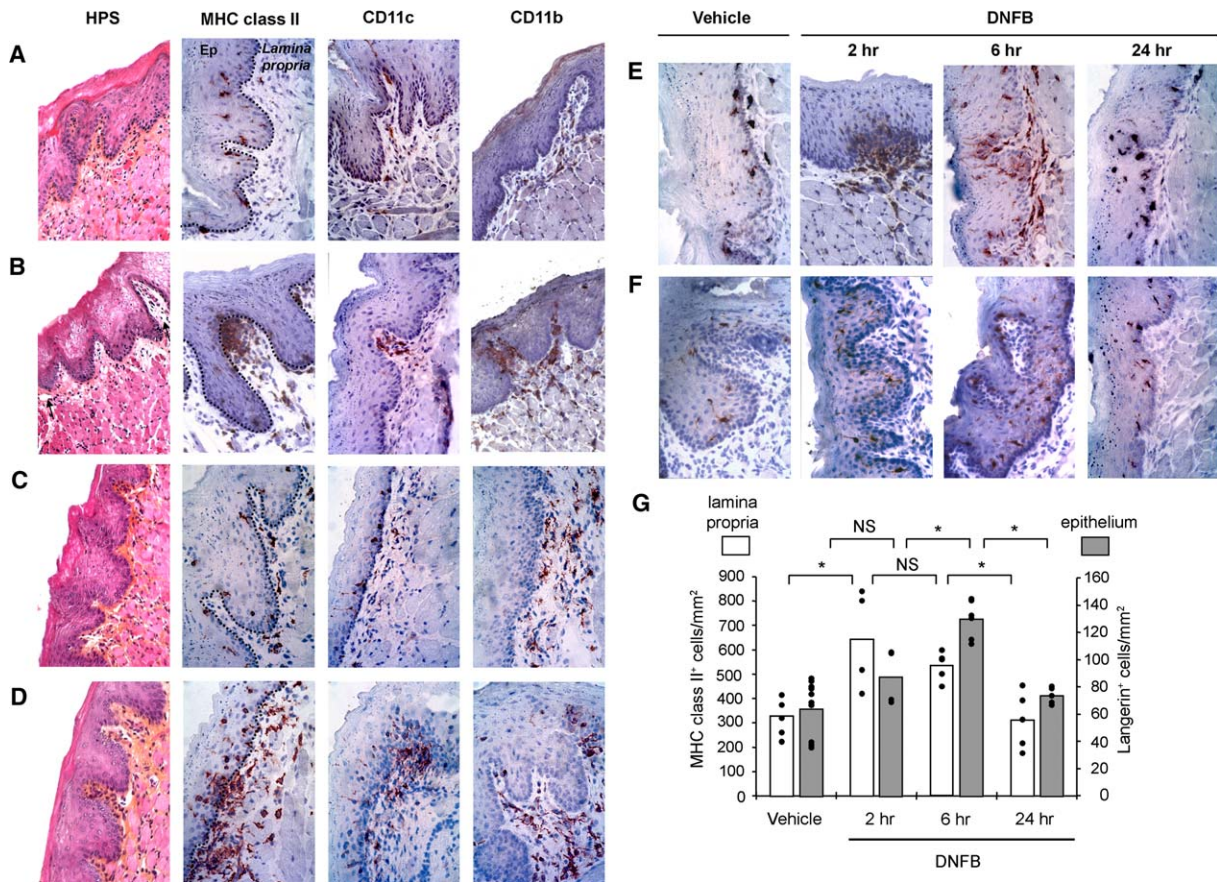 HPS MHC class II CD11c CD11b
A
Ep Lamina
propria
B
C
D
Vehicle DNFB
2 hr 6 hr 24 hr
E
F
G
lamina
propria
epithelium
NS * *
* NS *
MHC class II+ cells/mm²
900
800
700
600
500
400
300
200
100
0
Langerin+ cells/mm²
160
140
120
100
80
60
40
20
0
Vehicle 2 hr 6 hr 24 hr
DNFB